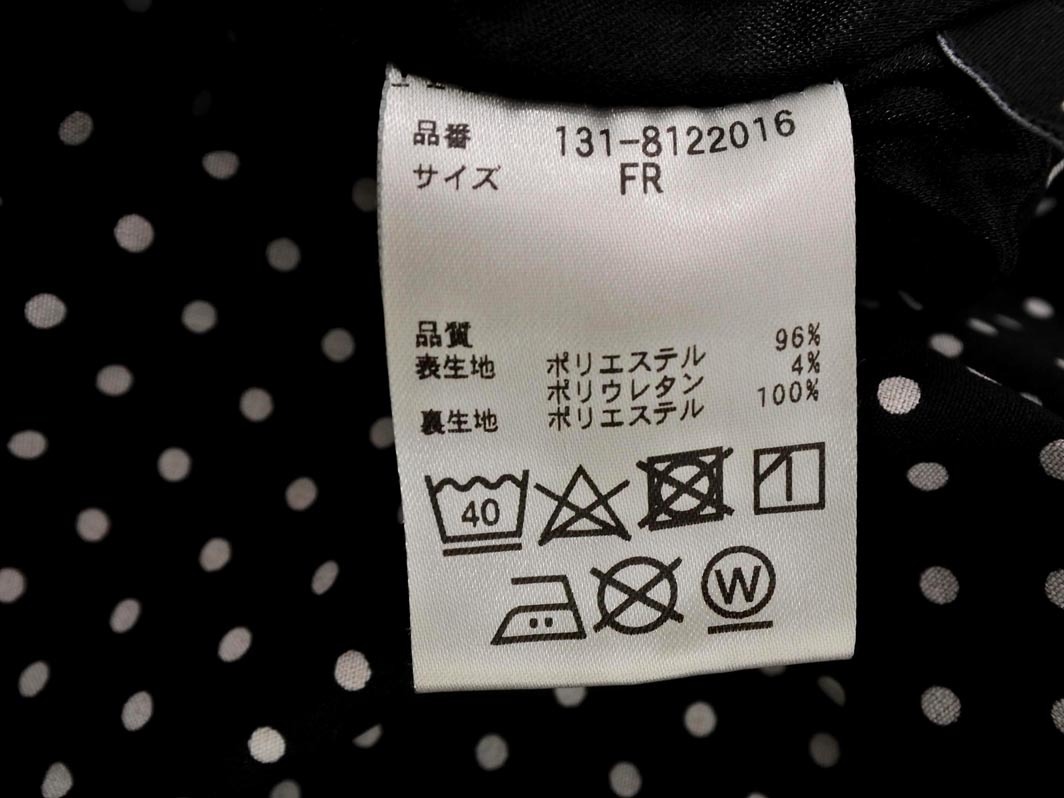 品番 131-8122016
サイズ FR
品質
表生地 ポリエステル 96%
ポリウレタン 4%
裏生地 ポリエステル 100%
40
W